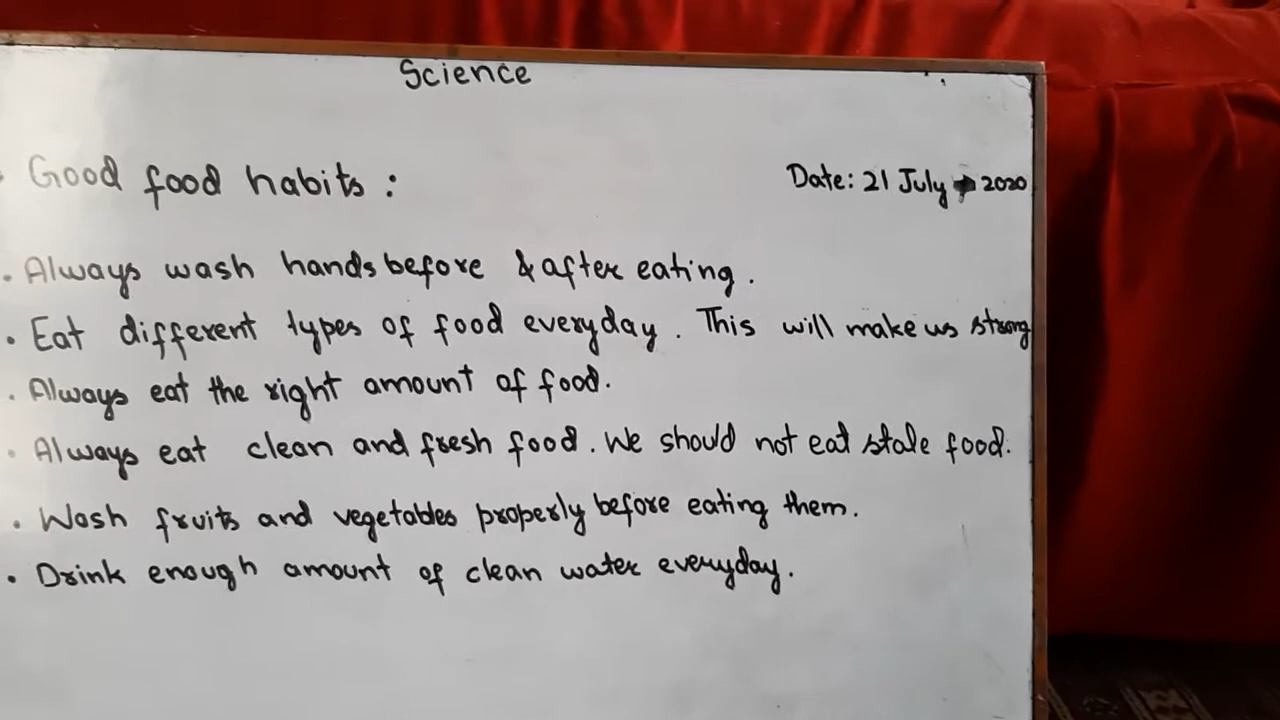 Science
Good food habits :
Date: 21 July 2020
. Always wash hands before & after eating.
. Eat different types of food everyday. This will make us strong
. Always eat the right amount of food.
. Always eat clean and fresh food. We should not eat stale food.
. Wash fruits and vegetables properly before eating them.
. Drink enough amount of clean water everyday.